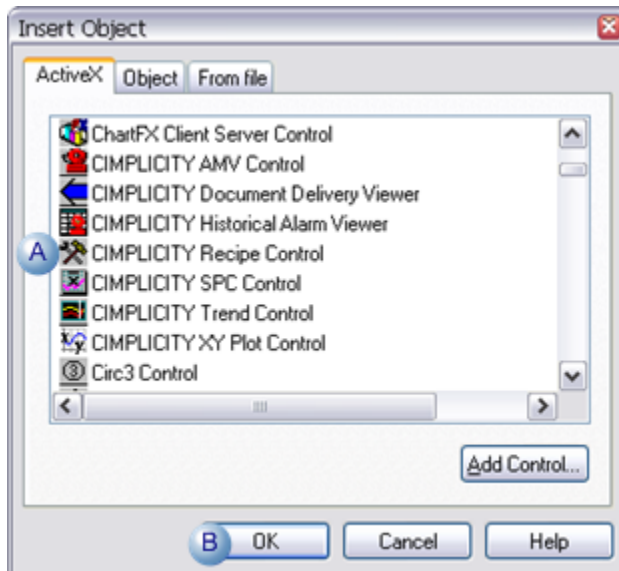 Insert Object
ActiveX Object From file
ChartFX Client Server Control
CIMPLICITY AMV Control
CIMPLICITY Document Delivery Viewer
CIMPLICITY Historical Alarm Viewer
A CIMPLICITY Recipe Control
CIMPLICITY SPC Control
CIMPLICITY Trend Control
CIMPLICITY XY Plot Control
Circ3 Control
Add Control...
B OK Cancel Help